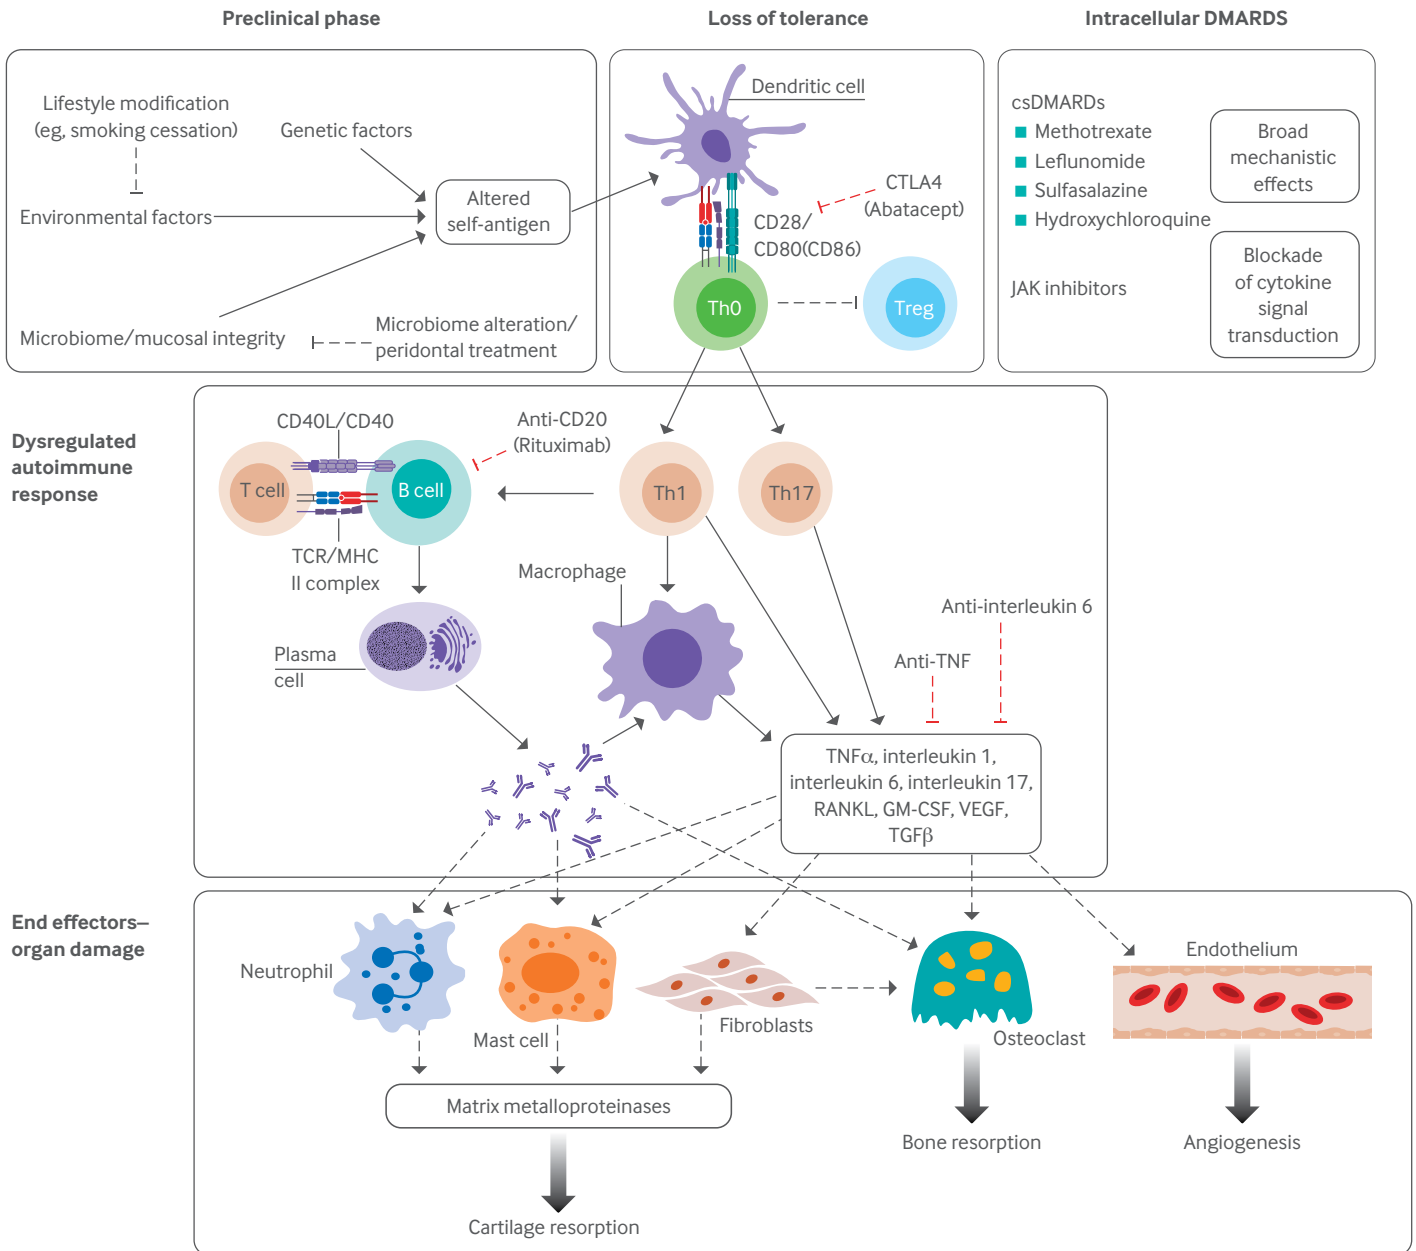 Preclinical phase
Loss of tolerance
Intracellular DMARDS
Lifestyle modification
(eg, smoking cessation)
Genetic factors
Environmental factors
Altered
self-antigen
Microbiome/mucosal integrity
Microbiome alteration/
peridontal treatment
Dendritic cell
CTLA4
(Abatacept)
CD28/
CD80(CD86)
Th0
Treg
csDMARDs
Methotrexate
Leflunomide
Sulfasalazine
Hydroxychloroquine
Broad
mechanistic
effects
JAK inhibitors
Blockade
of cytokine
signal
transduction
Dysregulated
autoimmune
response
CD40L/CD40
Anti-CD20
(Rituximab)
T cell
B cell
Th1
Th17
TCR/MHC
II complex
Macrophage
Plasma
cell
Anti-interleukin 6
Anti-TNF
TNFα, interleukin 1,
interleukin 6, interleukin 17,
RANKL, GM-CSF, VEGF,
TGFβ
End effectors–
organ damage
Neutrophil
Mast cell
Fibroblasts
Osteoclast
Endothelium
Matrix metalloproteinases
Bone resorption
Angiogenesis
Cartilage resorption